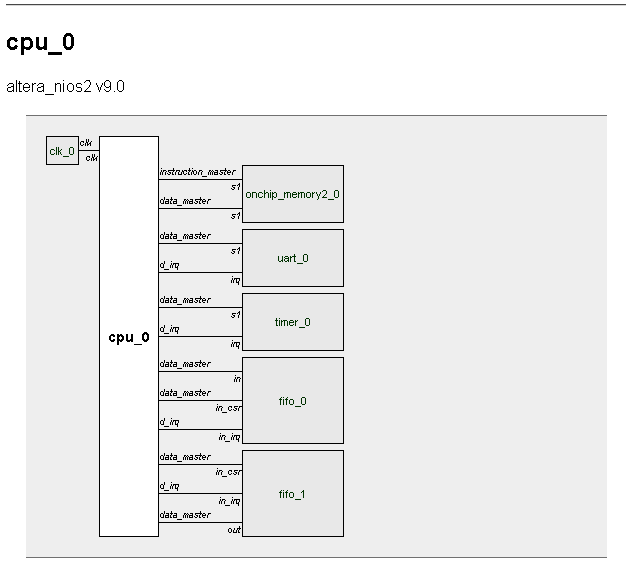 cpu_0
altera_nios2 v9.0
clk_0
clk
clk
cpu_0
instruction_master
s1
data_master
s1
onchip_memory2_0
data_master
s1
d_irq
irq
uart_0
data_master
s1
d_irq
irq
timer_0
data_master
in
data_master
in_csr
d_irq
in_irq
fifo_0
data_master
in_csr
d_irq
in_irq
data_master
out
fifo_1